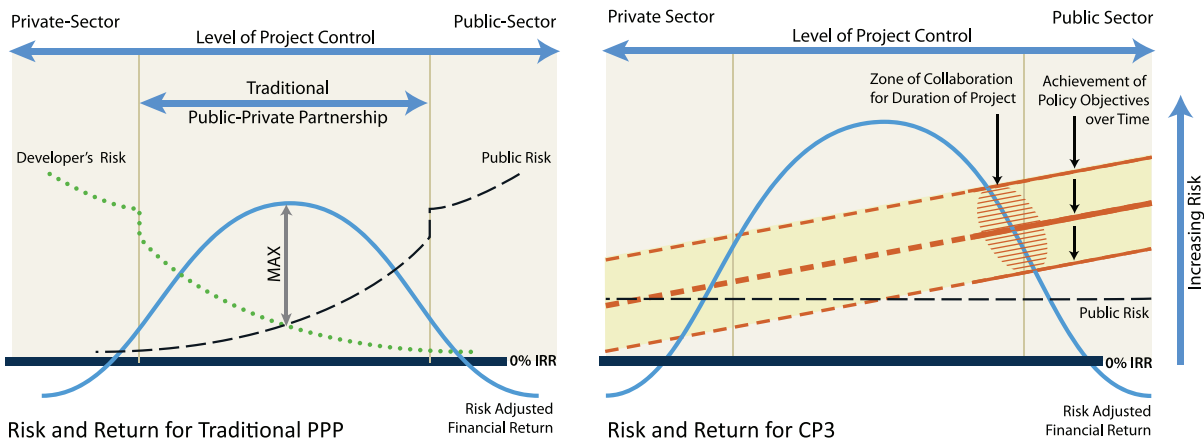 Private-Sector
Public-Sector
Level of Project Control
Traditional
Public-Private Partnership
Developer's Risk
Public Risk
MAX
0% IRR
Risk Adjusted
Financial Return
Risk and Return for Traditional PPP
Private Sector
Public Sector
Level of Project Control
Zone of Collaboration
for Duration of Project
Achievement of
Policy Objectives
over Time
Increasing Risk
Public Risk
0% IRR
Risk Adjusted
Financial Return
Risk and Return for CP3